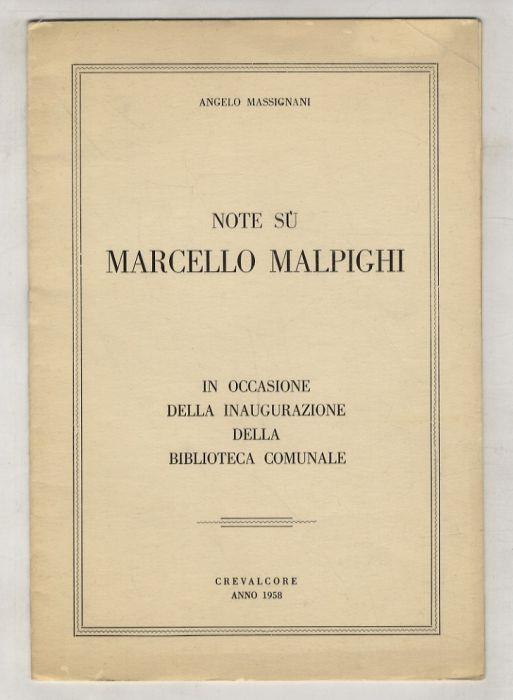 ANGELO MASSIGNANI
NOTE SÙ
MARCELLO MALPIGHI
IN OCCASIONE
DELLA INAUGURAZIONE
DELLA
BIBLIOTECA COMUNALE
CREVALCORE
ANNO 1958